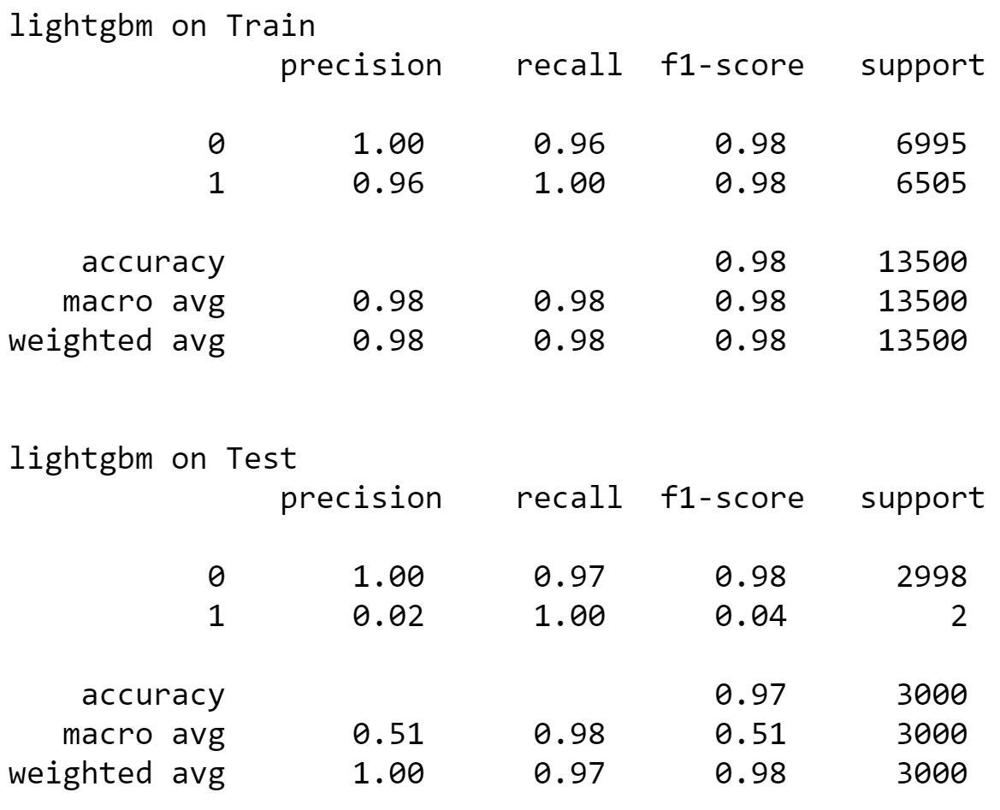 lightgbm on Train
precision recall f1-score support
0 1.00 0.96 0.98 6995
1 0.96 1.00 0.98 6505
accuracy 0.98 13500
macro avg 0.98 0.98 0.98 13500
weighted avg 0.98 0.98 0.98 13500
lightgbm on Test
precision recall f1-score support
0 1.00 0.97 0.98 2998
1 0.02 1.00 0.04 2
accuracy 0.97 3000
macro avg 0.51 0.98 0.51 3000
weighted avg 1.00 0.97 0.98 3000